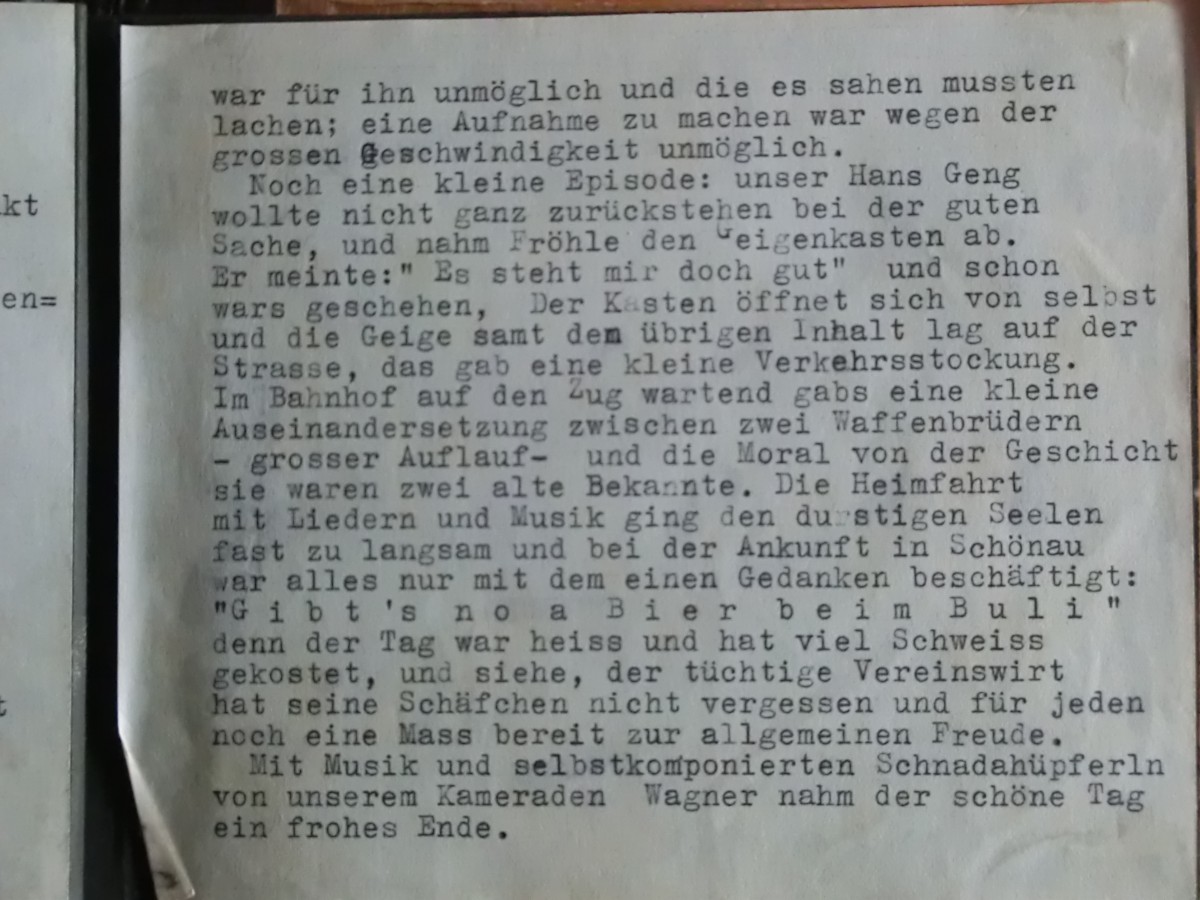 war für ihn unmöglich und die es sahen mussten
lachen; eine Aufnahme zu machen war wegen der
grossen Geschwindigkeit unmöglich.
Noch eine kleine Episode: unser Hans Geng
wollte nicht ganz zurückstehen bei der guten
Sache, und nahm Fröhle den Geigenkasten ab.
Er meinte:" Es steht mir doch gut" und schon
wars geschehen, Der Kasten öffnet sich von selbst
und die Geige samt dem übrigen Inhalt lag auf der
Strasse, das gab eine kleine Verkehrsstockung.
Im Bahnhof auf den Zug wartend gabs eine kleine
Auseinandersetzung zwischen zwei Waffenbrüdern
- grosser Auflauf- und die Moral von der Geschicht
sie waren zwei alte Bekannte. Die Heimfahrt
mit Liedern und Musik ging den durstigen Seelen
fast zu langsam und bei der Ankunft in Schönau
war alles nur mit dem einen Gedanken beschäftigt:
"G i b t 's n o a B i e r b e i m B u l i "
denn der Tag war heiss und hat viel Schweiss
gekostet, und siehe, der tüchtige Vereinswirt
hat seine Schäfchen nicht vergessen und für jeden
noch eine Mass bereit zur allgemeinen Freude.
Mit Musik und selbstkomponierten Schnadahüpferln
von unserem Kameraden Wagner nahm der schöne Tag
ein frohes Ende.